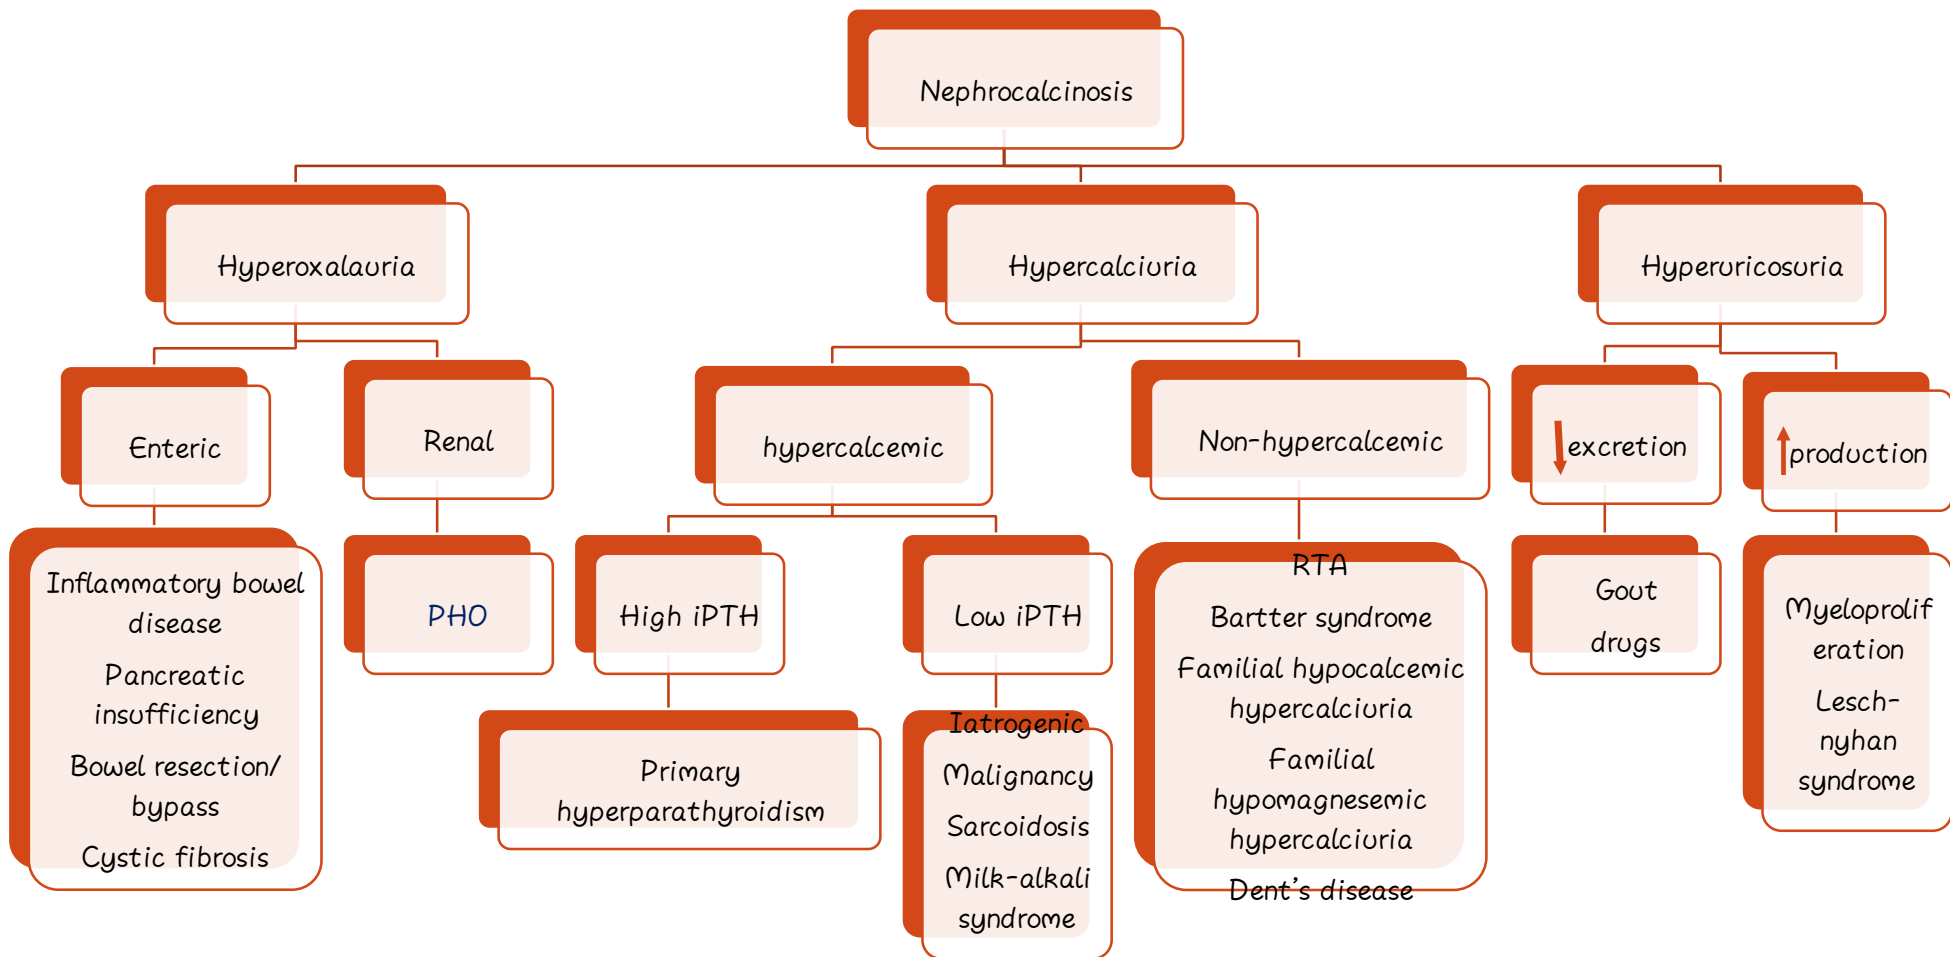 Nephrocalcinosis
Hyperoxalauria
Hypercalciuria
Hyperuricosuria
Enteric
Renal
hypercalcemic
Non-hypercalcemic
excretion
production
Inflammatory bowel
disease
Pancreatic
insufficiency
Bowel resection/
bypass
Cystic fibrosis
PHO
High iPTH
Primary
hyperparathyroidism
Low iPTH
Iatrogenic
Malignancy
Sarcoidosis
Milk-alkali
syndrome
RTA
Bartter syndrome
Familial hypocalcemic
hypercalciuria
Familial
hypomagnesemic
hypercalciuria
Dent's disease
Gout
drugs
Myeloprolif
eration
Lesch-
nyhan
syndrome